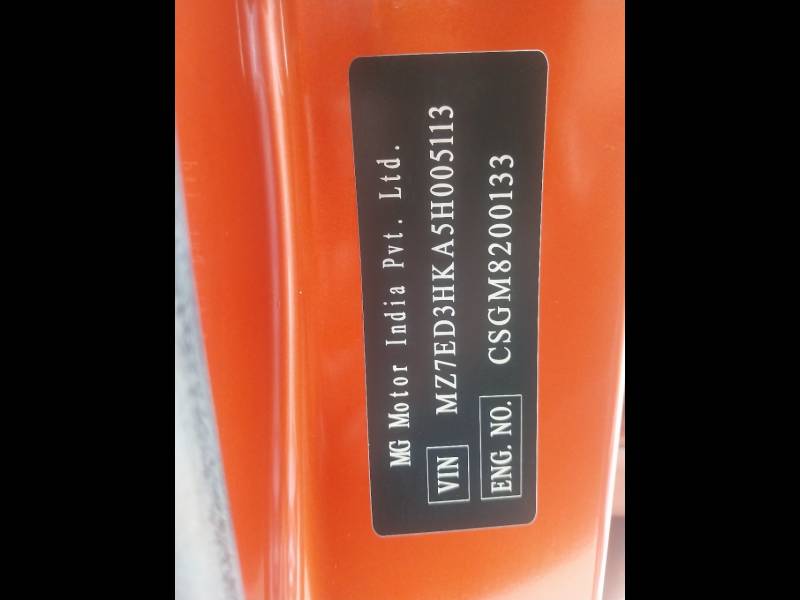 MG Motor India Pvt. Ltd.
VIN MZ7ED3HKA5H005113
ENG. NO. CSGM8200133